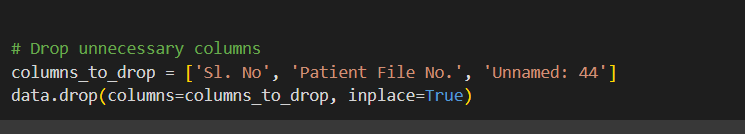 # Drop unnecessary columns
columns_to_drop = ['Sl. No', 'Patient File No.', 'Unnamed: 44']
data.drop(columns=columns_to_drop, inplace=True)